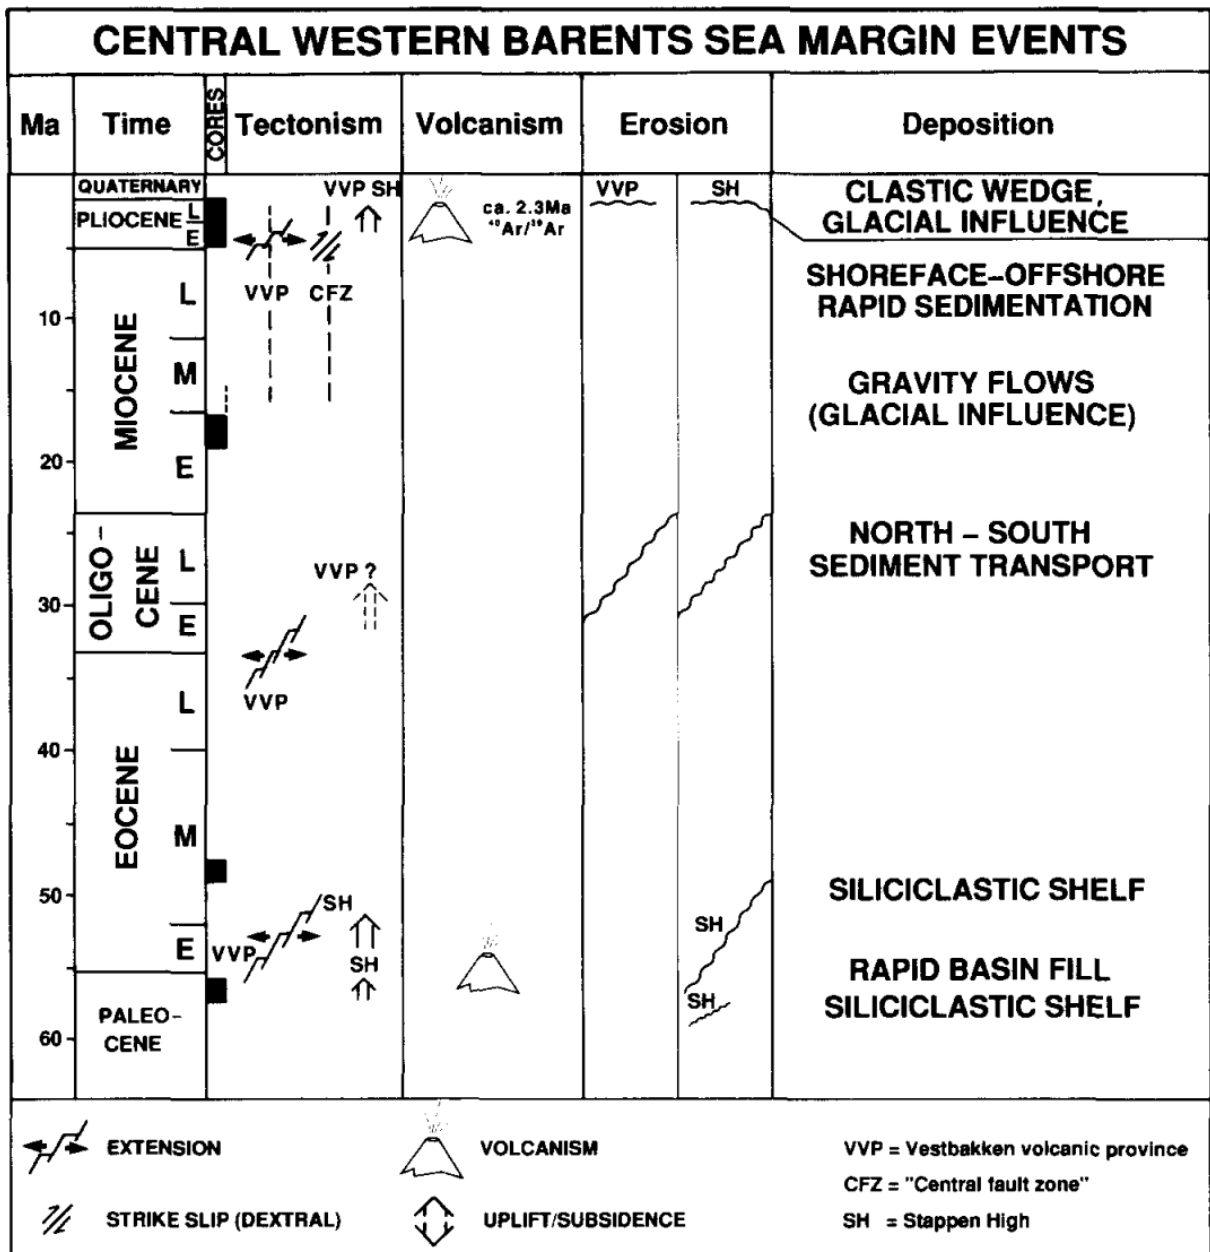 CENTRAL WESTERN BARENTS SEA MARGIN EVENTS
Ma
Time
CORES
Tectonism
Volcanism
Erosion
Deposition
QUATERNARY
PLIOCENE
L
E
VVP SH
ca. 2.3Ma
⁴⁰Ar/³⁹Ar
VVP
SH
CLASTIC WEDGE,
GLACIAL INFLUENCE
VVP
CFZ
SHOREFACE–OFFSHORE
RAPID SEDIMENTATION
10
MIOCENE
L
M
E
GRAVITY FLOWS
(GLACIAL INFLUENCE)
20
OLIGO–
CENE
L
E
VVP ?
NORTH – SOUTH
SEDIMENT TRANSPORT
30
VVP
EOCENE
L
M
E
40
50
SH
VVP
SH
SH
SILICICLASTIC SHELF
RAPID BASIN FILL
SH
SILICICLASTIC SHELF
PALEO–
CENE
60
EXTENSION
VOLCANISM
VVP = Vestbakken volcanic province
CFZ = "Central fault zone"
STRIKE SLIP (DEXTRAL)
UPLIFT/SUBSIDENCE
SH = Stappen High